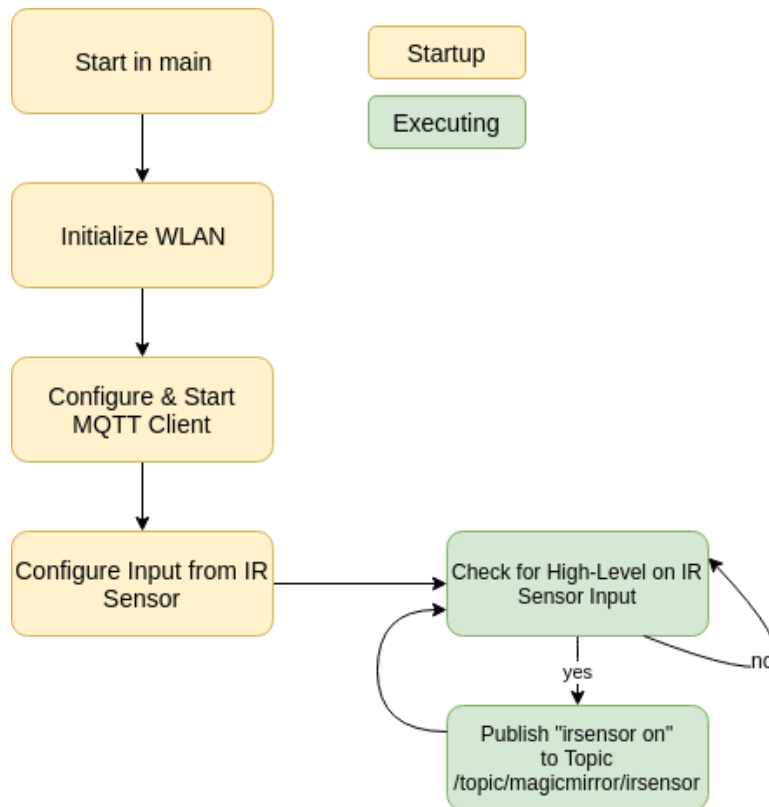 Start in main
Startup
Executing
Initialize WLAN
Configure & Start
MQTT Client
Configure Input from IR
Sensor
Check for High-Level on IR
Sensor Input
no
yes
Publish "irsensor on"
to Topic
/topic/magicmirror/irsensor